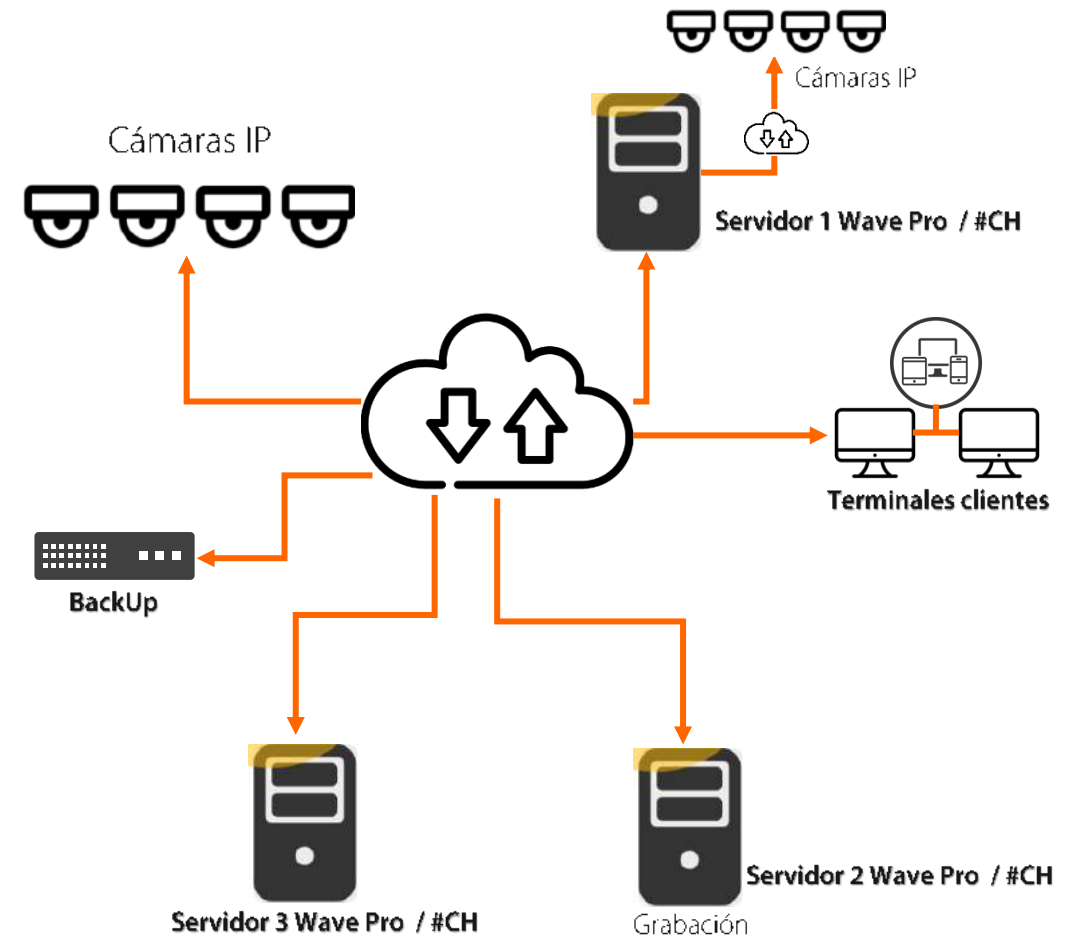 Cámaras IP
Cámaras IP
Servidor 1 Wave Pro / #CH
Terminales clientes
BackUp
Servidor 2 Wave Pro / #CH
Grabación
Servidor 3 Wave Pro / #CH